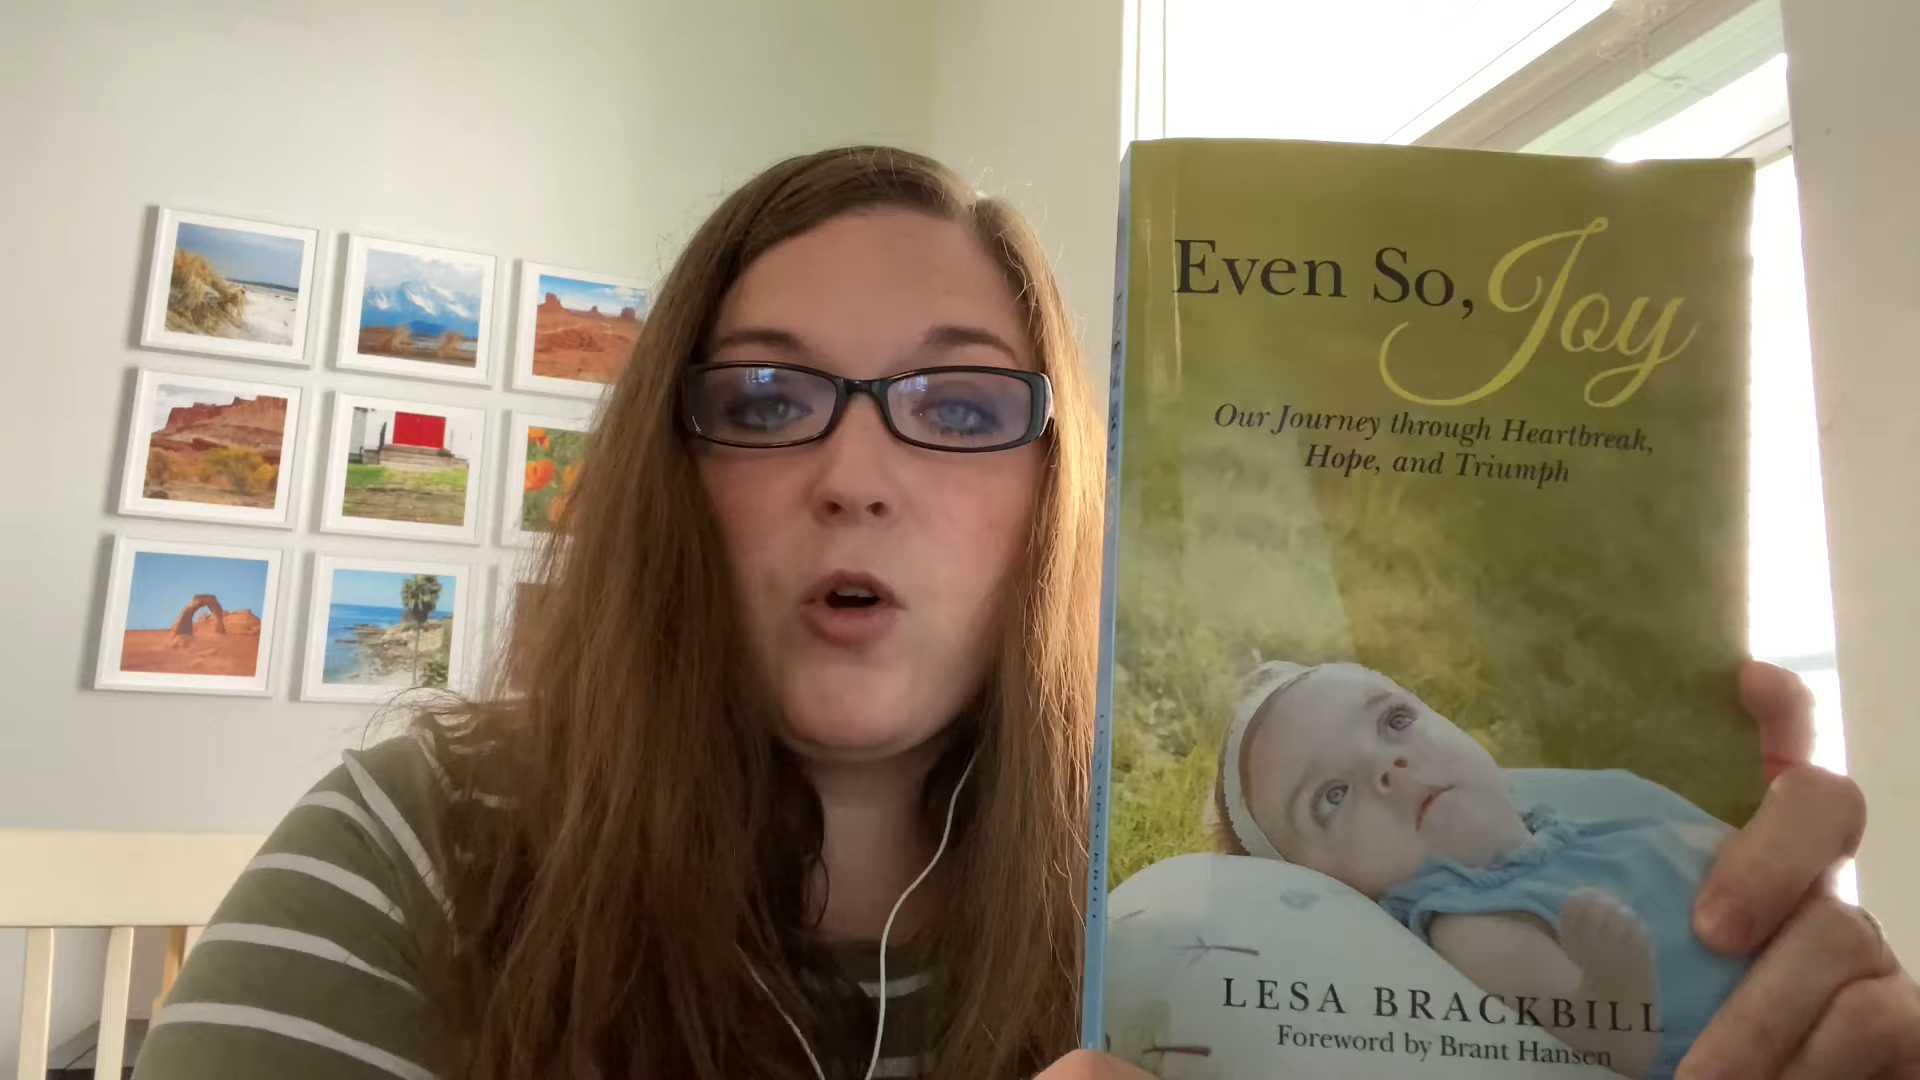 Even So, Joy
Our Journey through Heartbreak,
Hope, and Triumph
LESA BRACKBILL
Foreword by Brant Hansen